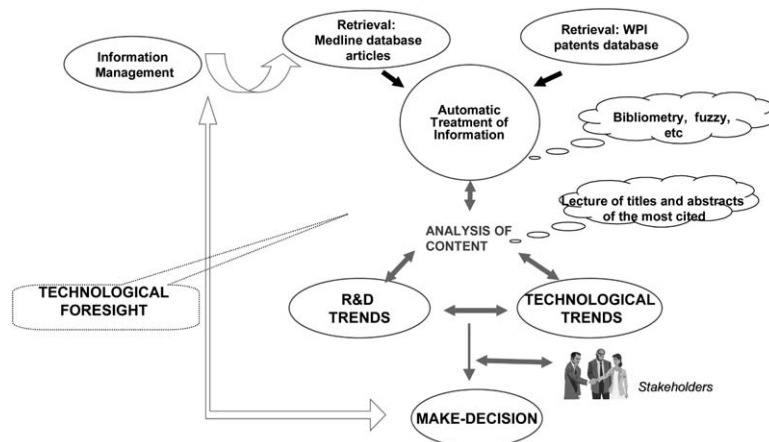 Retrieval:
Medline database
articles
Retrieval: WPI
patents database
Information
Management
Automatic
Treatment of
Information
Bibliometry, fuzzy,
etc
Lecture of titles and abstracts
of the most cited
ANALYSIS OF
CONTENT
TECHNOLOGICAL
FORESIGHT
R&D
TRENDS
TECHNOLOGICAL
TRENDS
Stakeholders
MAKE-DECISION